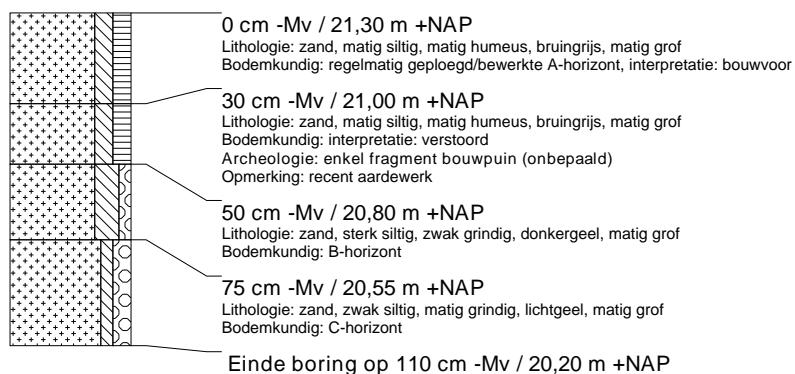 0 cm -Mv / 21,30 m +NAP
Lithologie: zand, matig siltig, matig humeus, bruingrijs, matig grof
Bodemkundig: regelmatig geploegd/bewerkte A-horizont, interpretatie: bouwvoor
30 cm -Mv / 21,00 m +NAP
Lithologie: zand, matig siltig, matig humeus, bruingrijs, matig grof
Bodemkundig: interpretatie: verstoord
Archeologie: enkel fragment bouwpuin (onbepaald)
Opmerking: recent aardewerk
50 cm -Mv / 20,80 m +NAP
Lithologie: zand, sterk siltig, zwak grindig, donkergeel, matig grof
Bodemkundig: B-horizont
75 cm -Mv / 20,55 m +NAP
Lithologie: zand, zwak siltig, matig grindig, lichtgeel, matig grof
Bodemkundig: C-horizont
Einde boring op 110 cm -Mv / 20,20 m +NAP